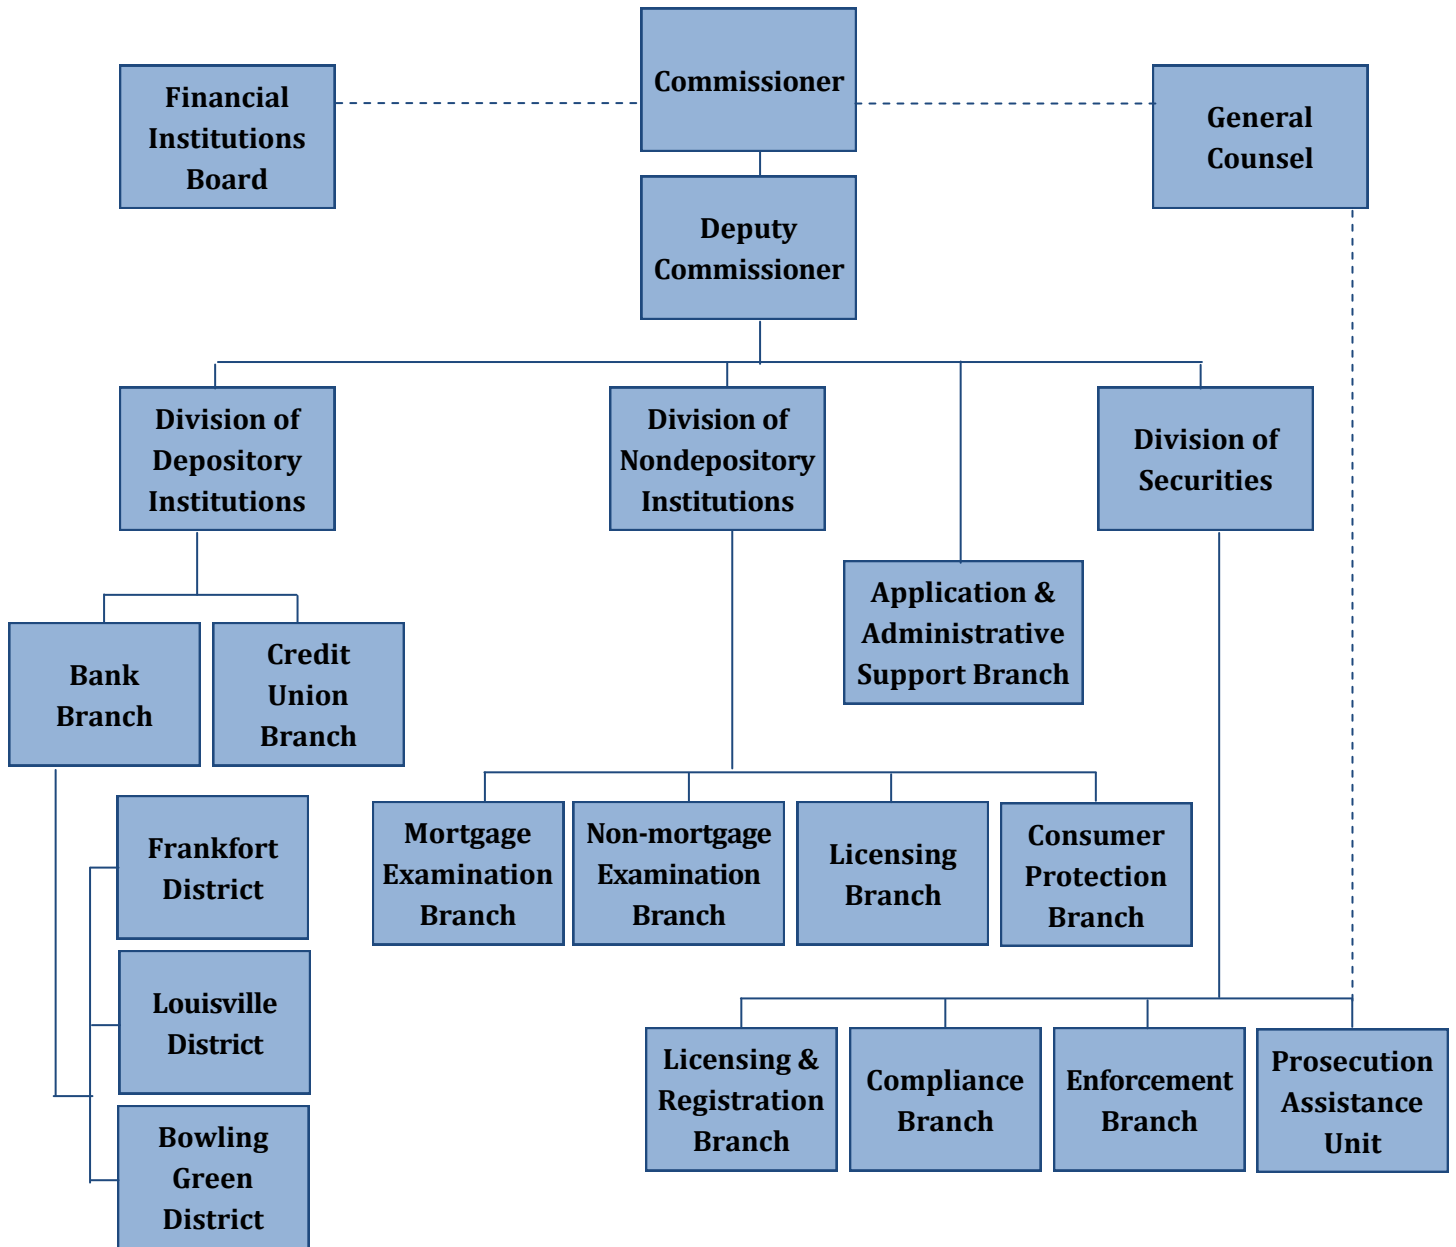 Commissioner
Financial
Institutions
Board
General
Counsel
Deputy
Commissioner
Division of
Depository
Institutions
Division of
Nondepository
Institutions
Division of
Securities
Application &
Administrative
Support Branch
Bank
Branch
Credit
Union
Branch
Frankfort
District
Louisville
District
Bowling
Green
District
Mortgage
Examination
Branch
Non-mortgage
Examination
Branch
Licensing
Branch
Consumer
Protection
Branch
Licensing &
Registration
Branch
Compliance
Branch
Enforcement
Branch
Prosecution
Assistance
Unit